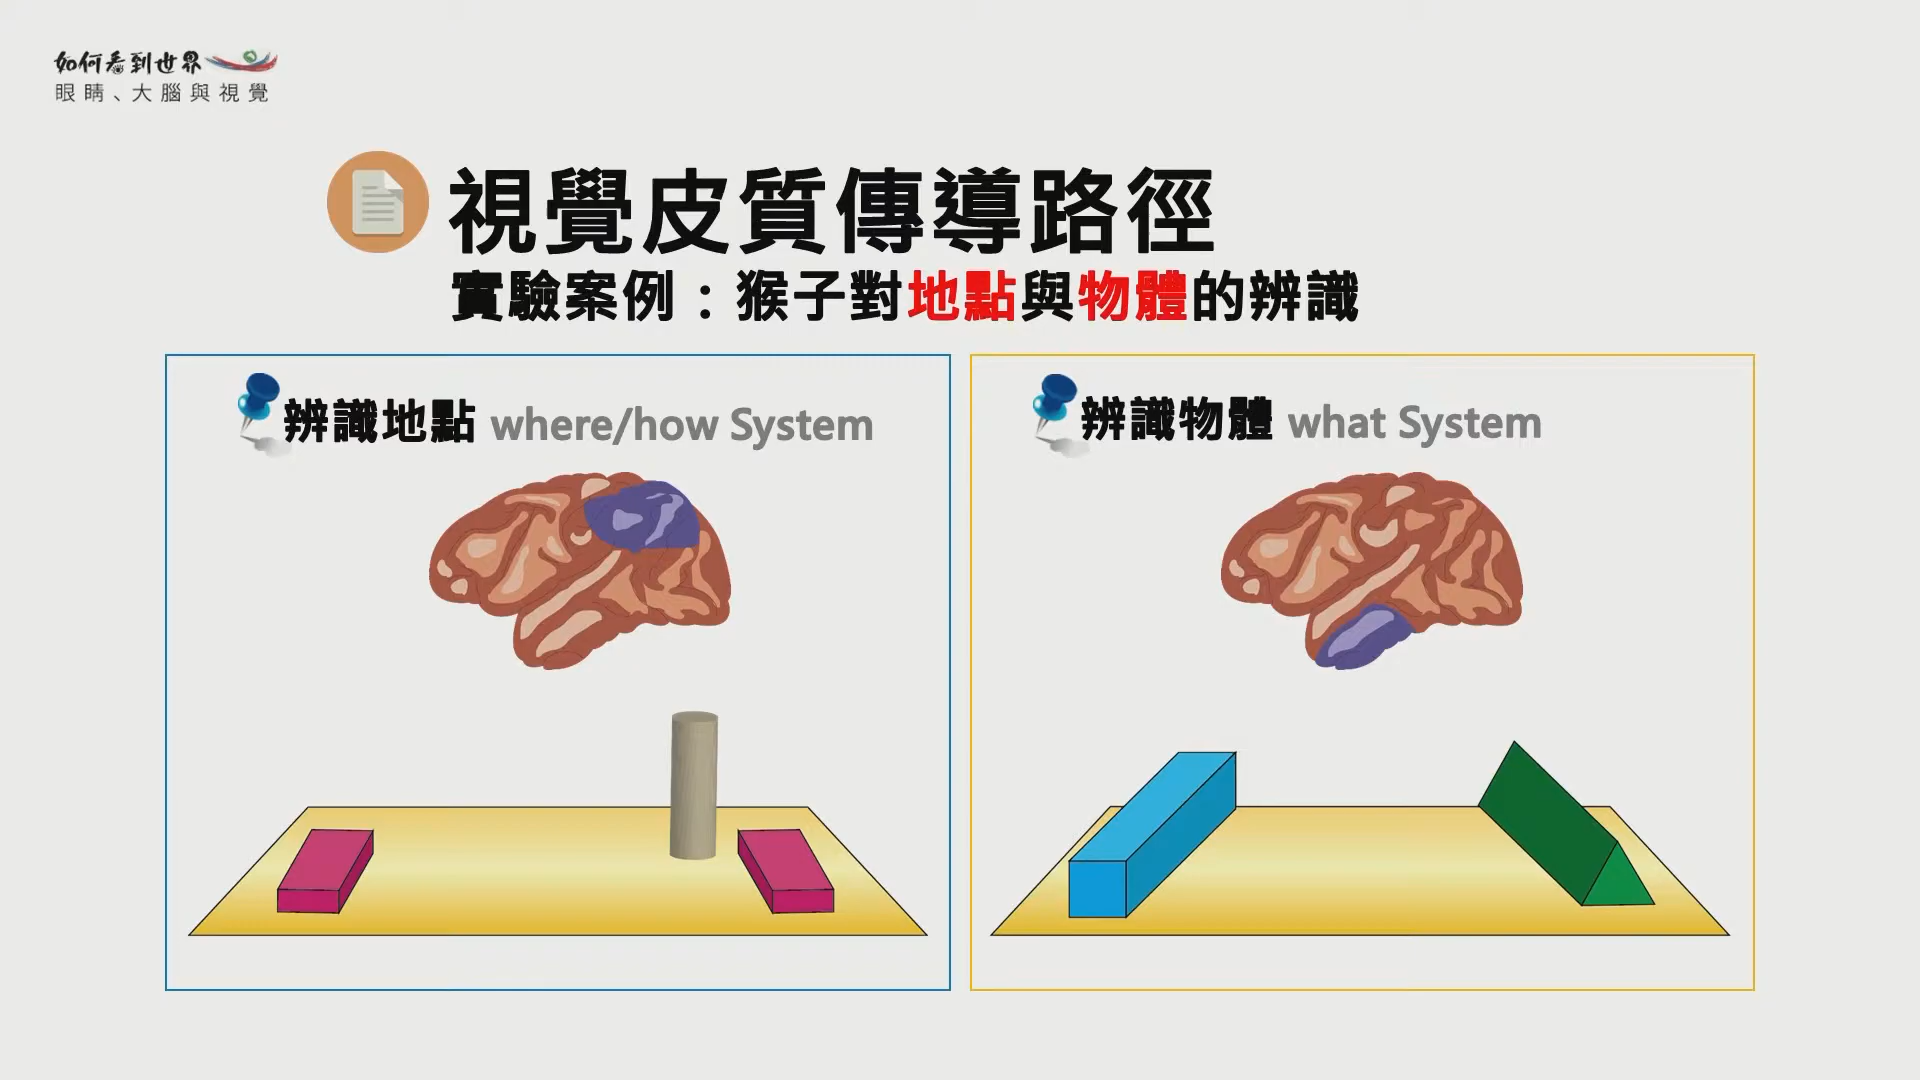 如何看到世界
眼睛、大腦與視覺
視覺皮質傳導路徑
實驗案例：猴子對地點與物體的辨識
辨識地點 where/how System
辨識物體 what System